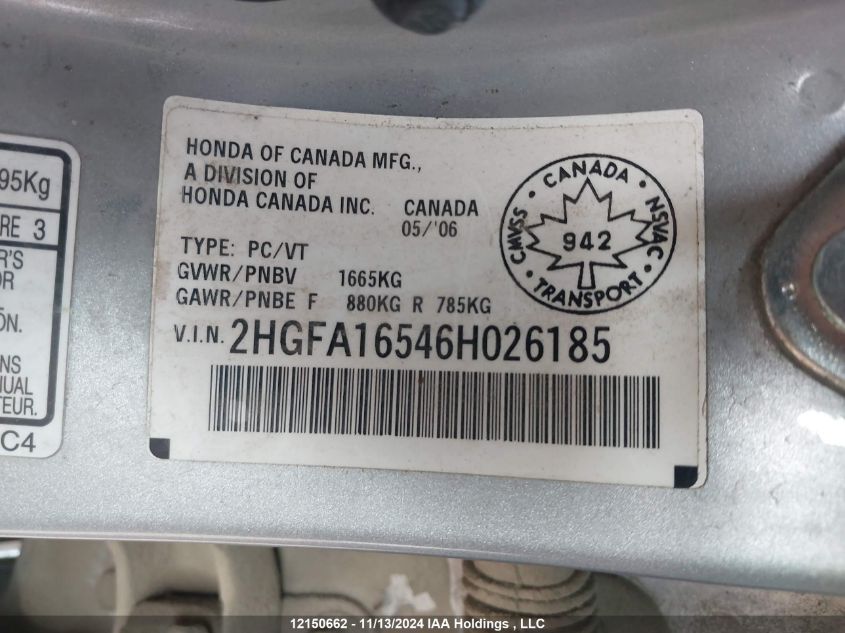 95Kg
RE 3
R'S
OR
ÔN.
NS
NUAL
TEUR.
C4
HONDA OF CANADA MFG.,
A DIVISION OF
HONDA CANADA INC. CANADA
05/'06
TYPE: PC/VT
GVWR/PNBV 1665KG
GAWR/PNBE F 880KG R 785KG
V.I.N. 2HGFA16546H026185
CANADA
CMVSS NSVAC
942
TRANSPORT
12150662 - 11/13/2024 IAA Holdings , LLC